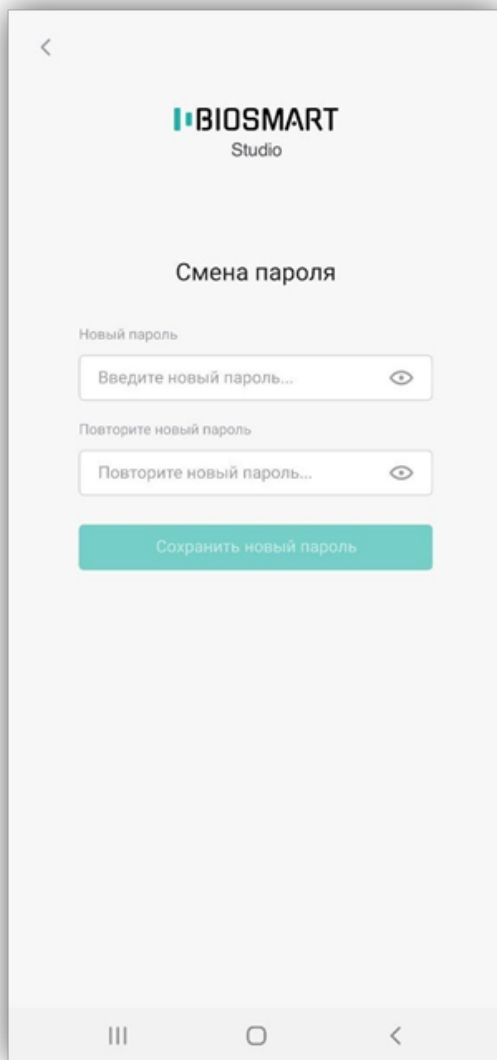 BIOSMART
Studio
Смена пароля
Новый пароль
Введите новый пароль...
Повторите новый пароль
Повторите новый пароль...
Сохранить новый пароль